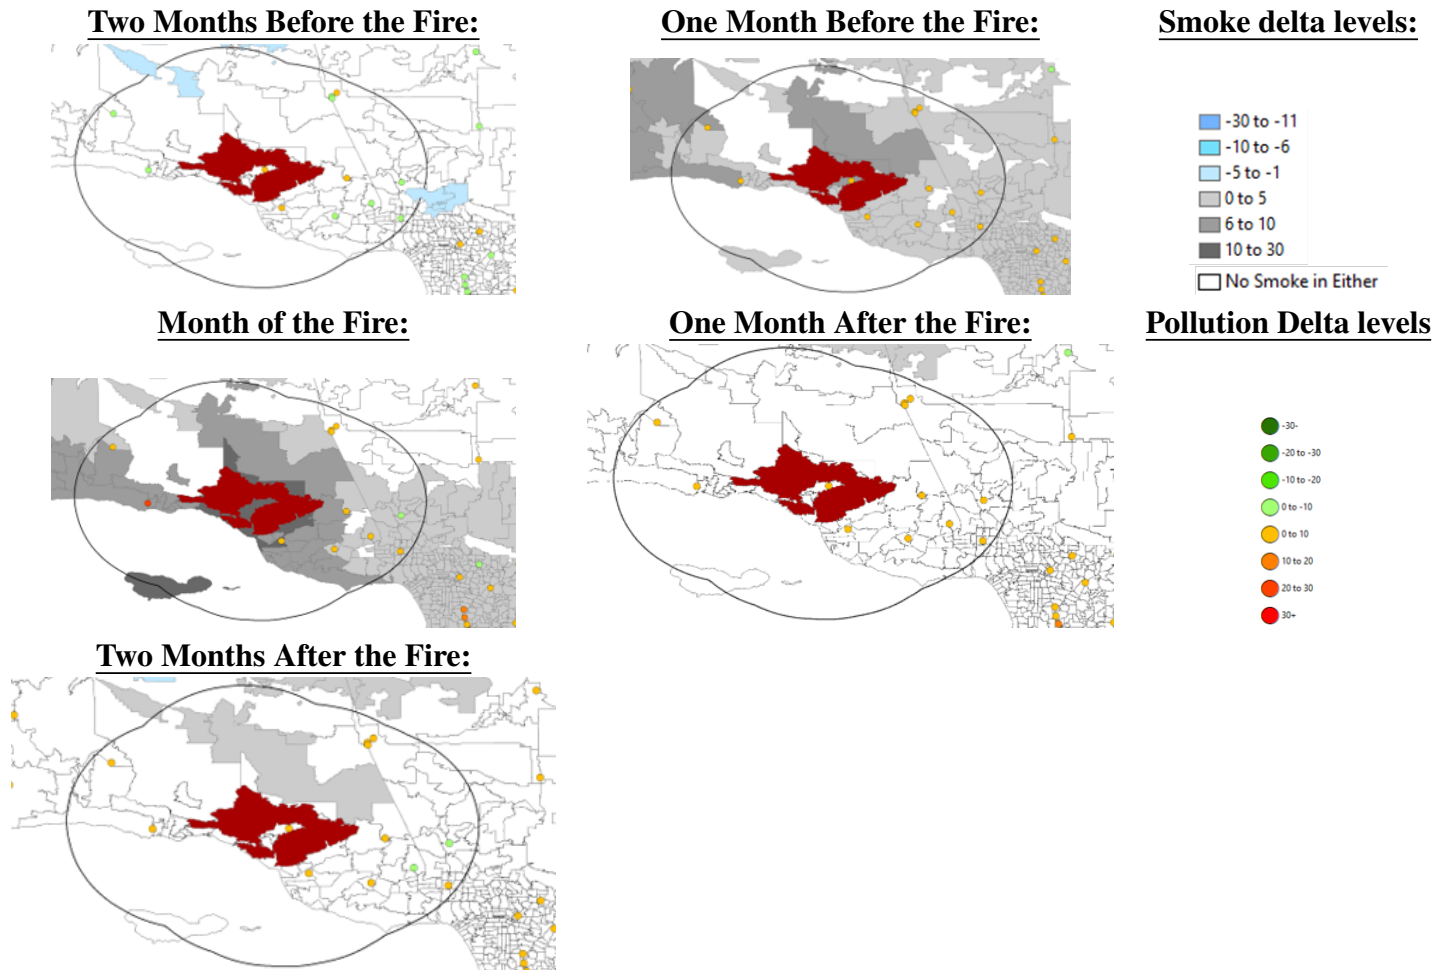 Two Months Before the Fire:
One Month Before the Fire:
Smoke delta levels:
-30 to -11
-10 to -6
-5 to -1
0 to 5
6 to 10
10 to 30
No Smoke in Either
Month of the Fire:
One Month After the Fire:
Pollution Delta levels
-30-
-20 to -30
-10 to -20
0 to -10
0 to 10
10 to 20
20 to 30
30+
Two Months After the Fire: